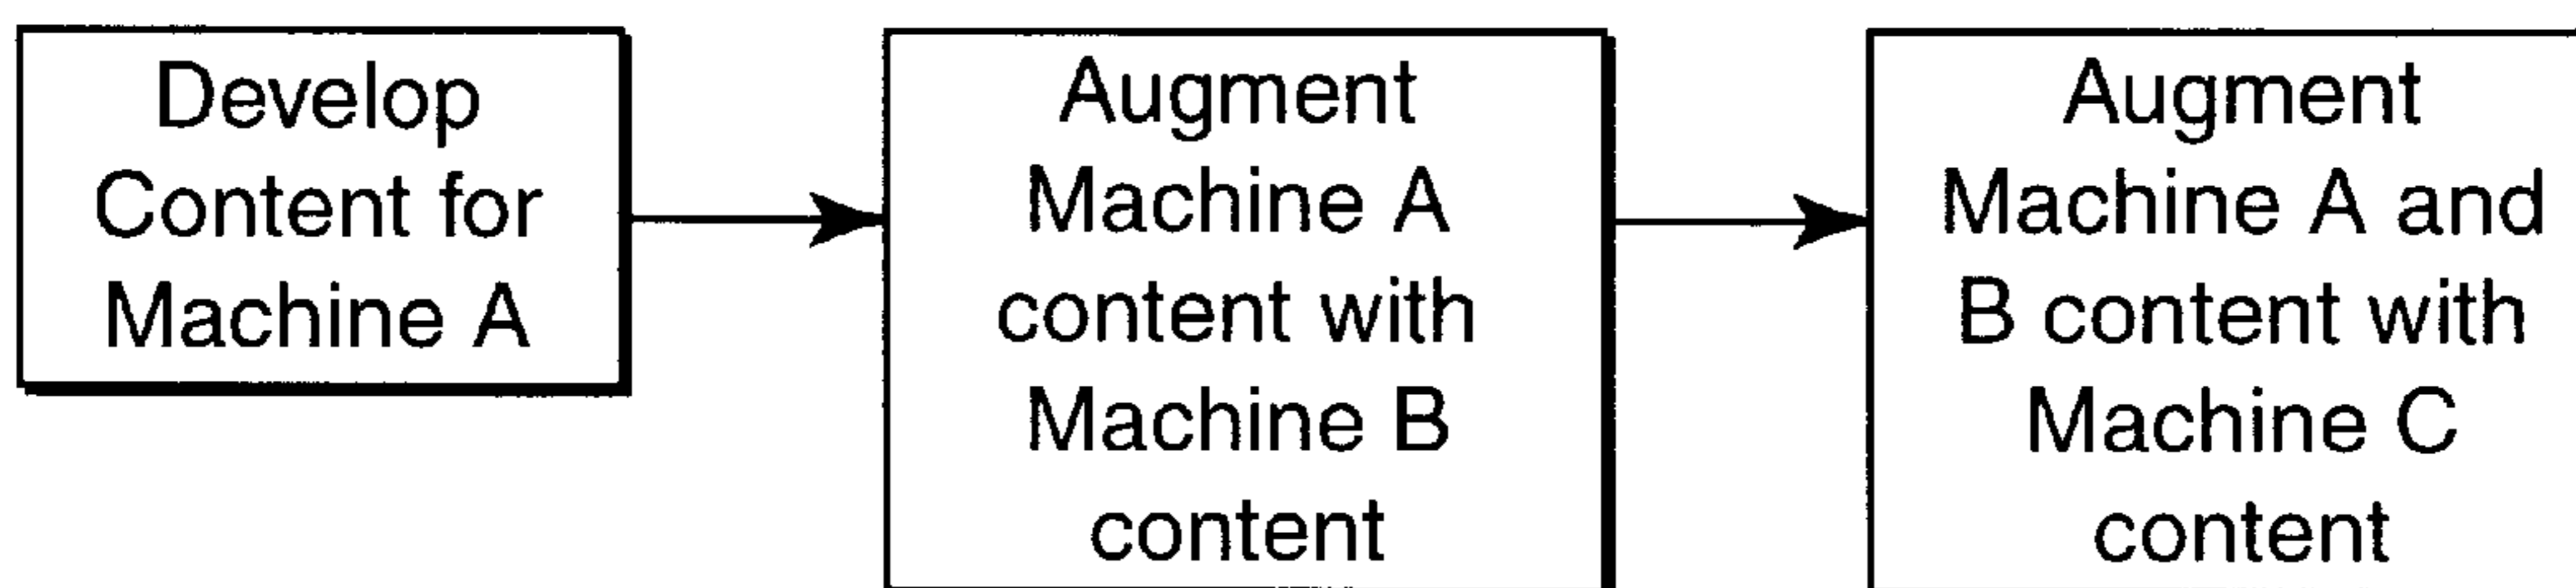 Develop
Content for
Machine A
Augment
Machine A
content with
Machine B
content
Augment
Machine A and
B content with
Machine C
content